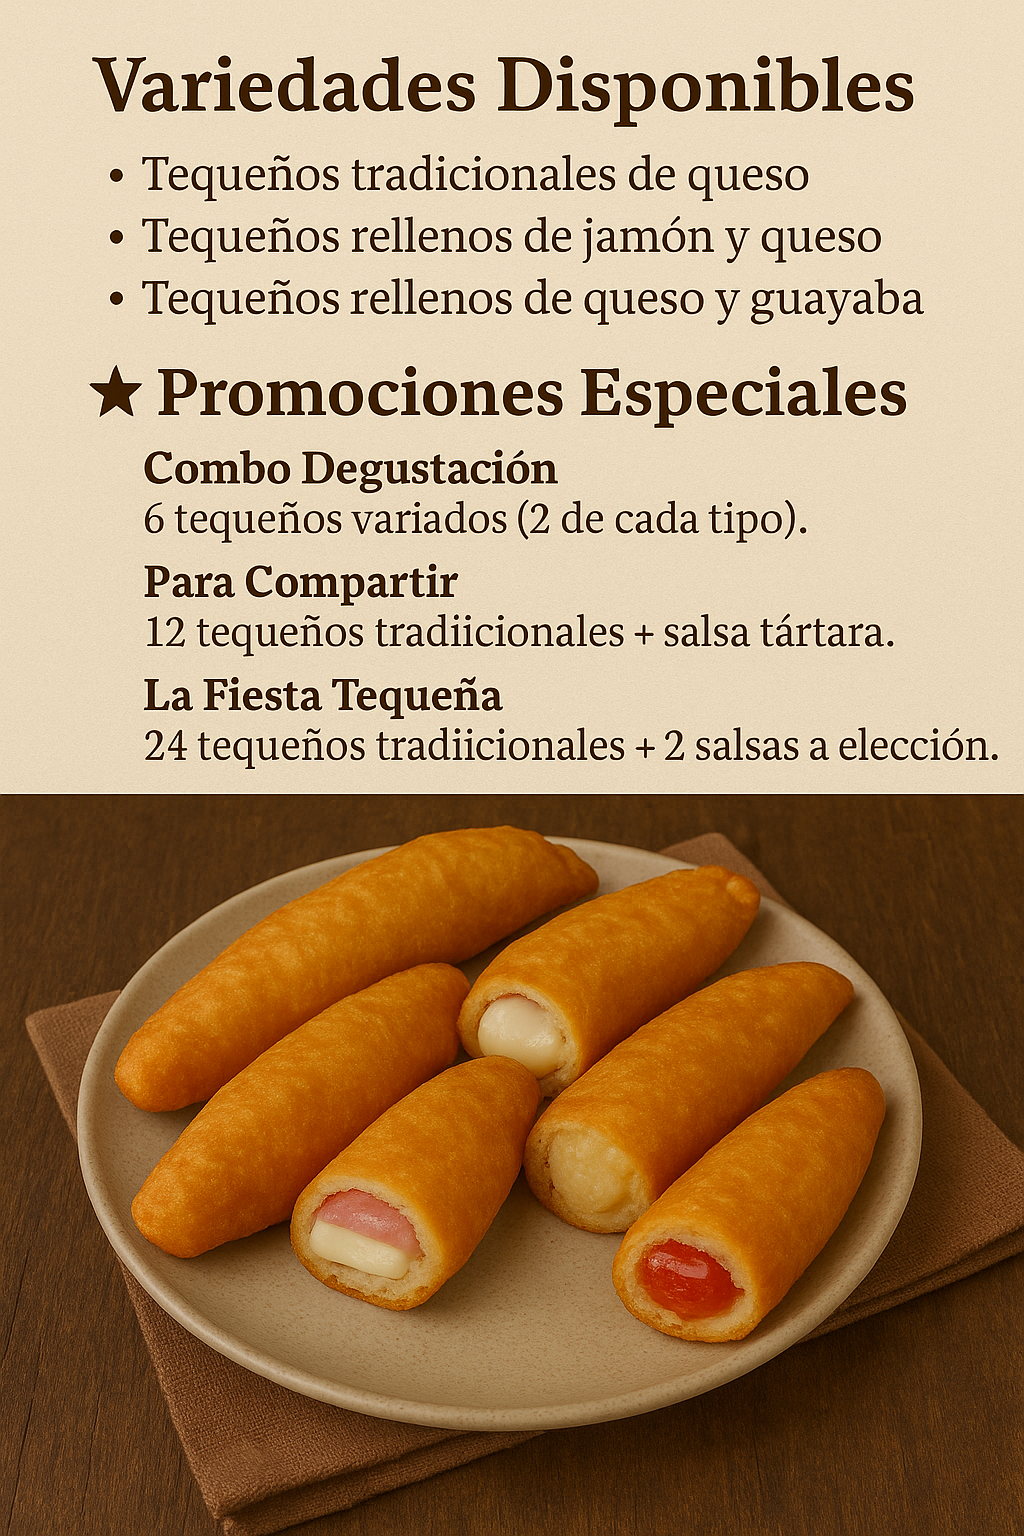 Variedades Disponibles
• Tequeños tradicionales de queso
• Tequeños rellenos de jamón y queso
• Tequeños rellenos de queso y guayaba
★ Promociones Especiales
Combo Degustación
6 tequeños variados (2 de cada tipo).
Para Compartir
12 tequeños tradiicionales + salsa tártara.
La Fiesta Tequeña
24 tequeños tradiicionales + 2 salsas a elección.